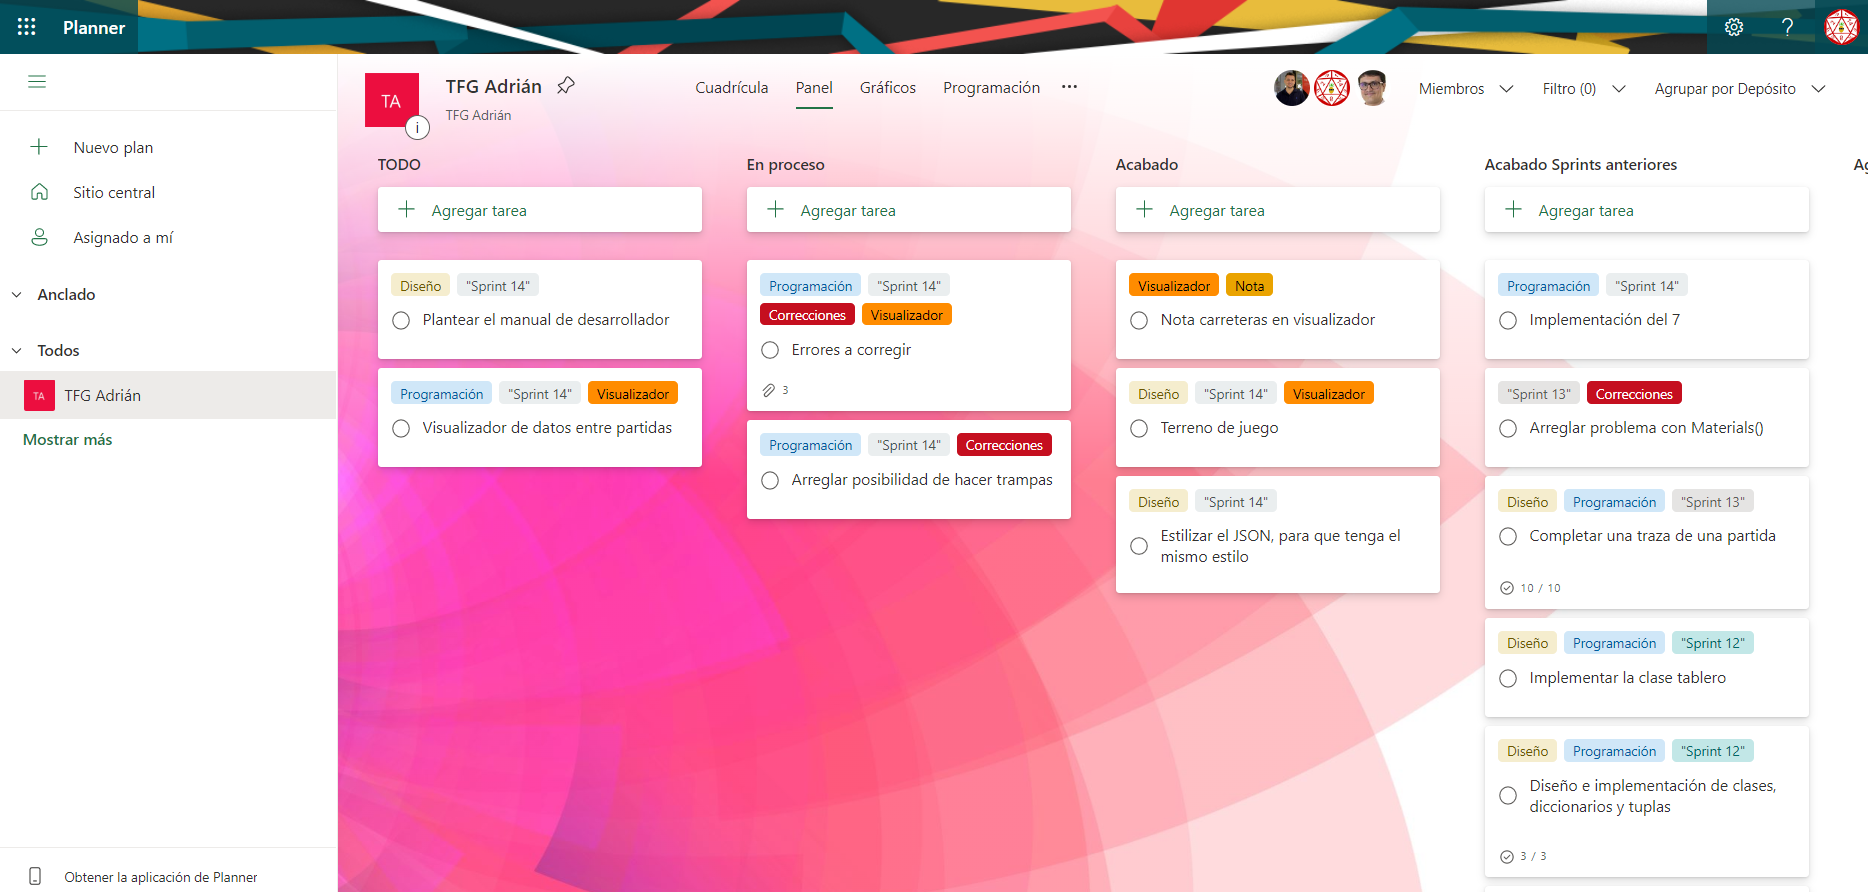 Planner
Nuevo plan
Sitio central
Asignado a mí
Anclado
Todos
TA
TFG Adrián
Mostrar más
Obtener la aplicación de Planner
TA
i
TFG Adrián
TFG Adrián
Cuadrícula
Panel
Gráficos
Programación
Miembros
Filtro (0)
Agrupar por Depósito
TODO
Agregar tarea
Diseño "Sprint 14"
Plantear el manual de desarrollador
Programación "Sprint 14" Visualizador
Visualizador de datos entre partidas
En proceso
Agregar tarea
Programación "Sprint 14"
Correcciones Visualizador
Errores a corregir
3
Programación "Sprint 14" Correcciones
Arreglar posibilidad de hacer trampas
Acabado
Agregar tarea
Visualizador Nota
Nota carreteras en visualizador
Diseño "Sprint 14" Visualizador
Terreno de juego
Diseño "Sprint 14"
Estilizar el JSON, para que tenga el
mismo estilo
Acabado Sprints anteriores
Agregar tarea
Programación "Sprint 14"
Implementación del 7
"Sprint 13" Correcciones
Arreglar problema con Materials()
Diseño Programación "Sprint 13"
Completar una traza de una partida
10 / 10
Diseño Programación "Sprint 12"
Implementar la clase tablero
Diseño Programación "Sprint 12"
Diseño e implementación de clases,
diccionarios y tuplas
3 / 3